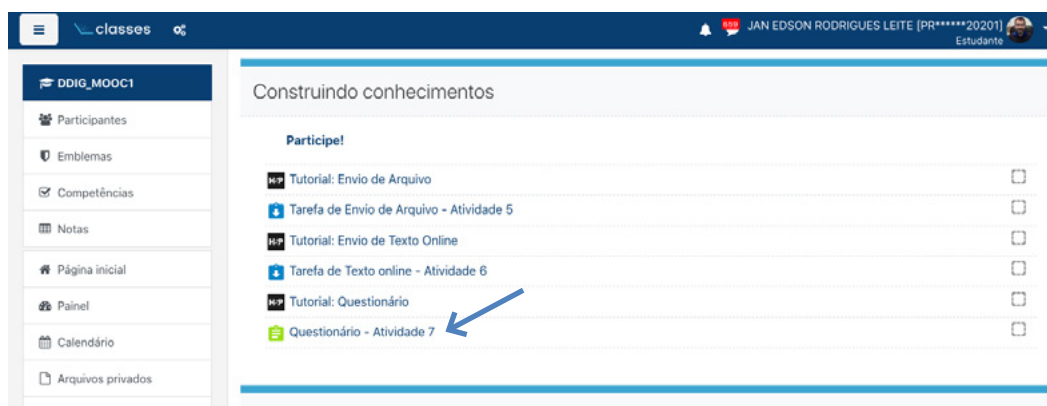 classes
559
JAN EDSON RODRIGUES LEITE [PR******20201]
Estudante
DDIG_MOOC1
Participantes
Emblemas
Competências
Notas
Página inicial
Painel
Calendário
Arquivos privados
Construindo conhecimentos
Participe!
H-P Tutorial: Envio de Arquivo
Tarefa de Envio de Arquivo - Atividade 5
H-P Tutorial: Envio de Texto Online
Tarefa de Texto online - Atividade 6
H-P Tutorial: Questionário
Questionário - Atividade 7